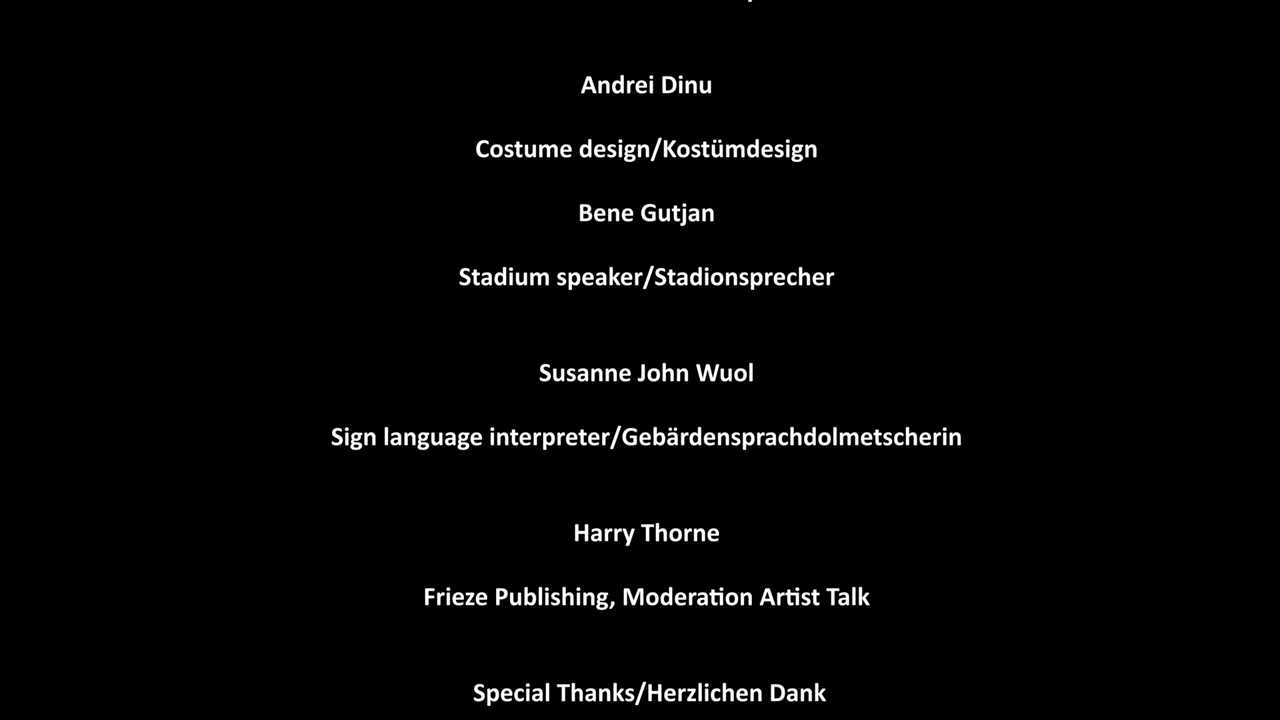 Andrei Dinu
Costume design/Kostümdesign
Bene Gutjan
Stadium speaker/Stadionsprecher
Susanne John Wuol
Sign language interpreter/Gebärdensprachdolmetscherin
Harry Thorne
Frieze Publishing, Moderation Artist Talk
Special Thanks/Herzlichen Dank